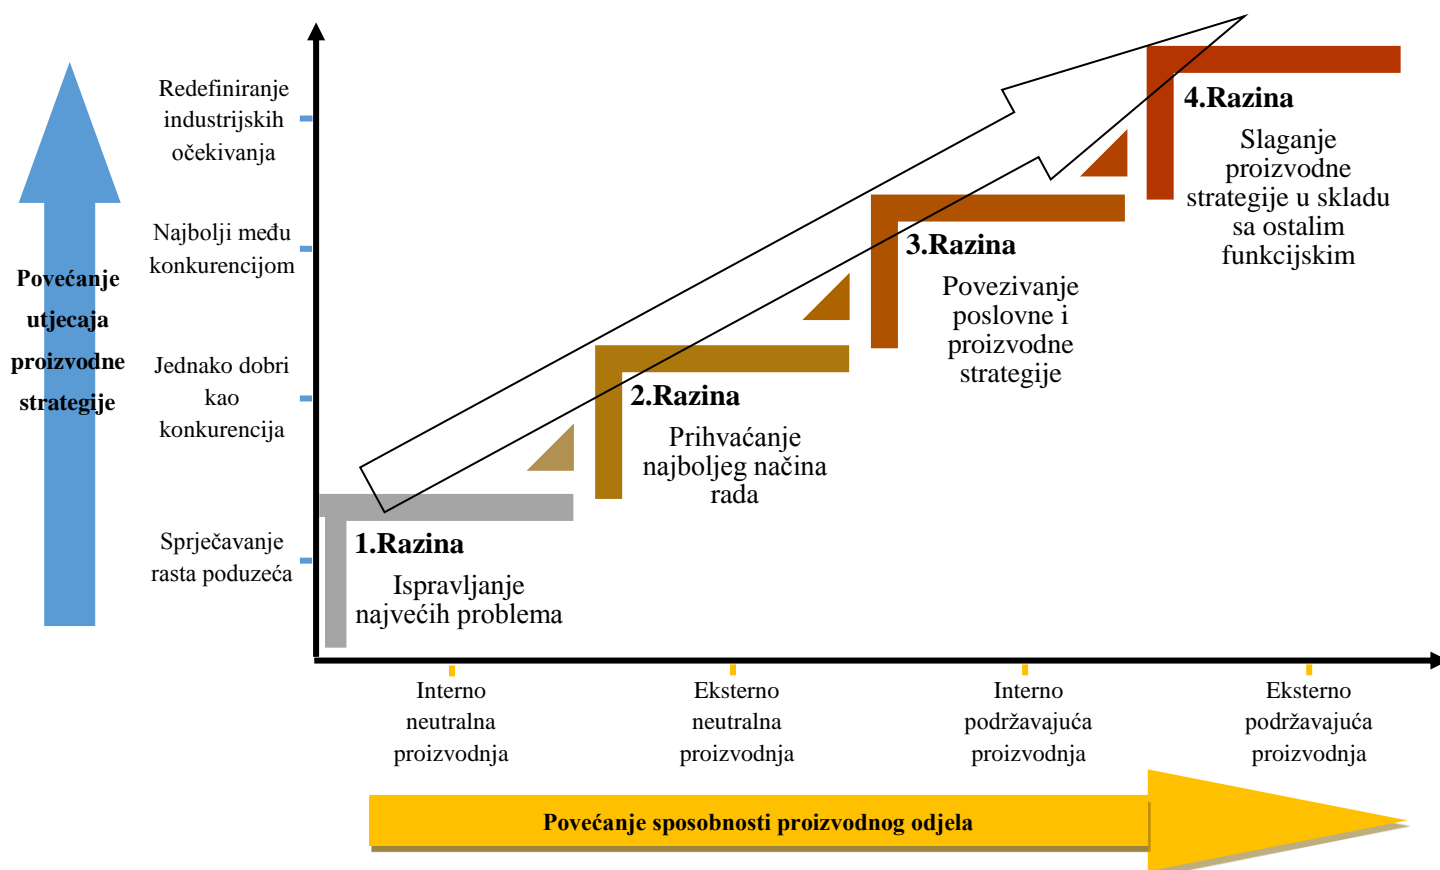 Redefiniranje
industrijskih
očekivanja
Najbolji među
konkurencijom
Jednako dobri
kao
konkurencija
Sprječavanje
rasta poduzeća
Povećanje
utjecaja
proizvodne
strategije
4.Razina
Slaganje
proizvodne
strategije u skladu
sa ostalim
funkcijskim
3.Razina
Povezivanje
poslovne i
proizvodne
strategije
2.Razina
Prihvaćanje
najboljeg načina
rada
1.Razina
Ispravljanje
najvećih problema
Interno
neutralna
proizvodnja
Eksterno
neutralna
proizvodnja
Interno
podržavajuća
proizvodnja
Eksterno
podržavajuća
proizvodnja
Povećanje sposobnosti proizvodnog odjela